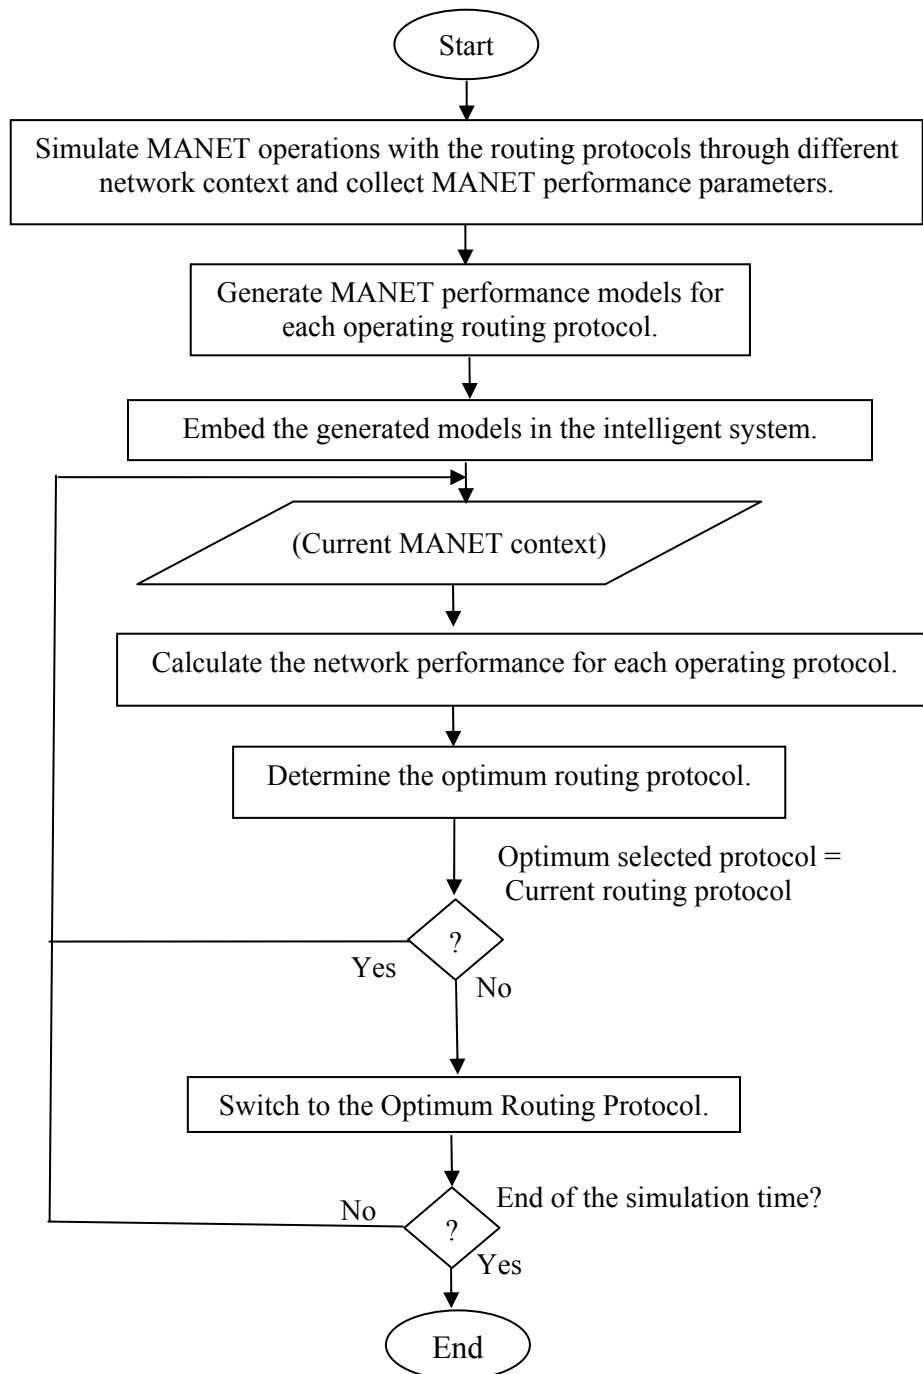 Start
Simulate MANET operations with the routing protocols through different
network context and collect MANET performance parameters.
Generate MANET performance models for
each operating routing protocol.
Embed the generated models in the intelligent system.
(Current MANET context)
Calculate the network performance for each operating protocol.
Determine the optimum routing protocol.
Optimum selected protocol =
Current routing protocol
?
Yes
No
Switch to the Optimum Routing Protocol.
End of the simulation time?
No
?
Yes
End